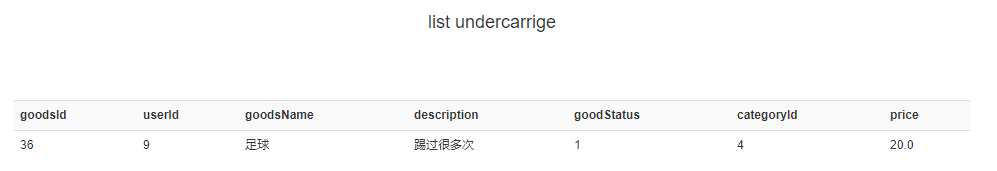 list undercarrige
goodsId userId goodsName description goodStatus categoryId price
36 9 足球 踢过很多次 1 4 20.0